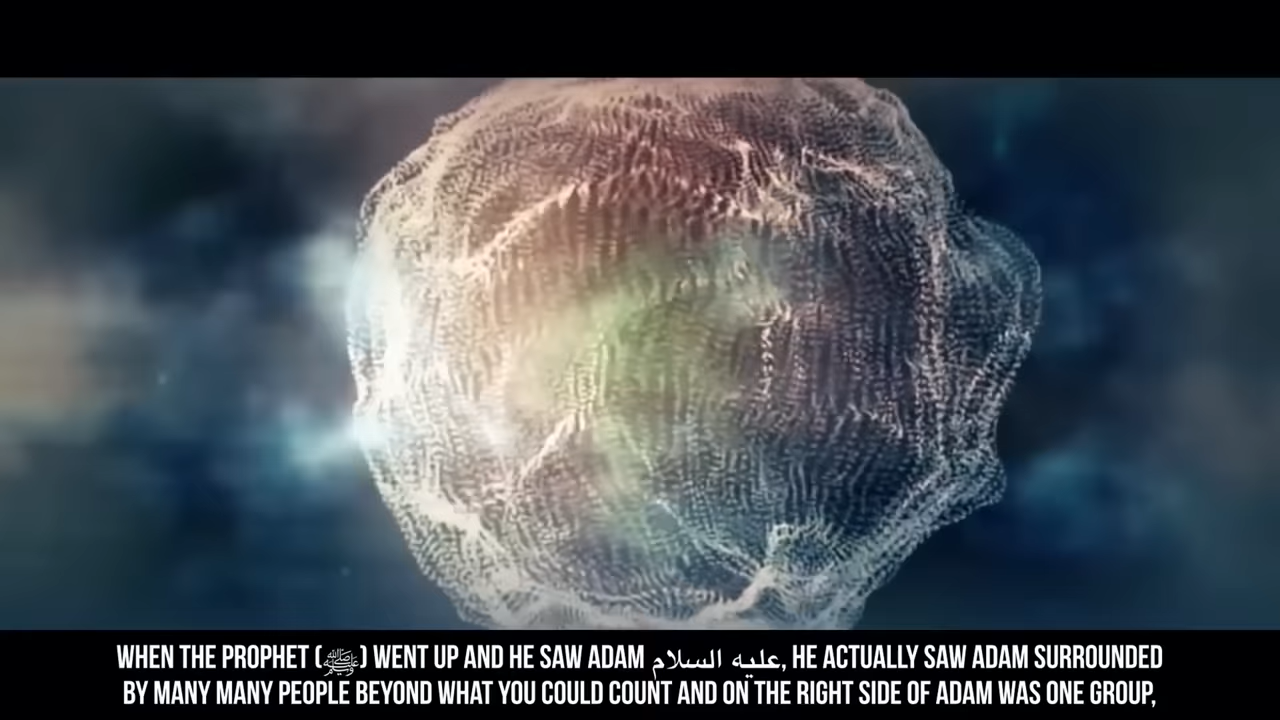 WHEN THE PROPHET (ﷺ) WENT UP AND HE SAW ADAM عليه السلام, HE ACTUALLY SAW ADAM SURROUNDED
BY MANY MANY PEOPLE BEYOND WHAT YOU COULD COUNT AND ON THE RIGHT SIDE OF ADAM WAS ONE GROUP,